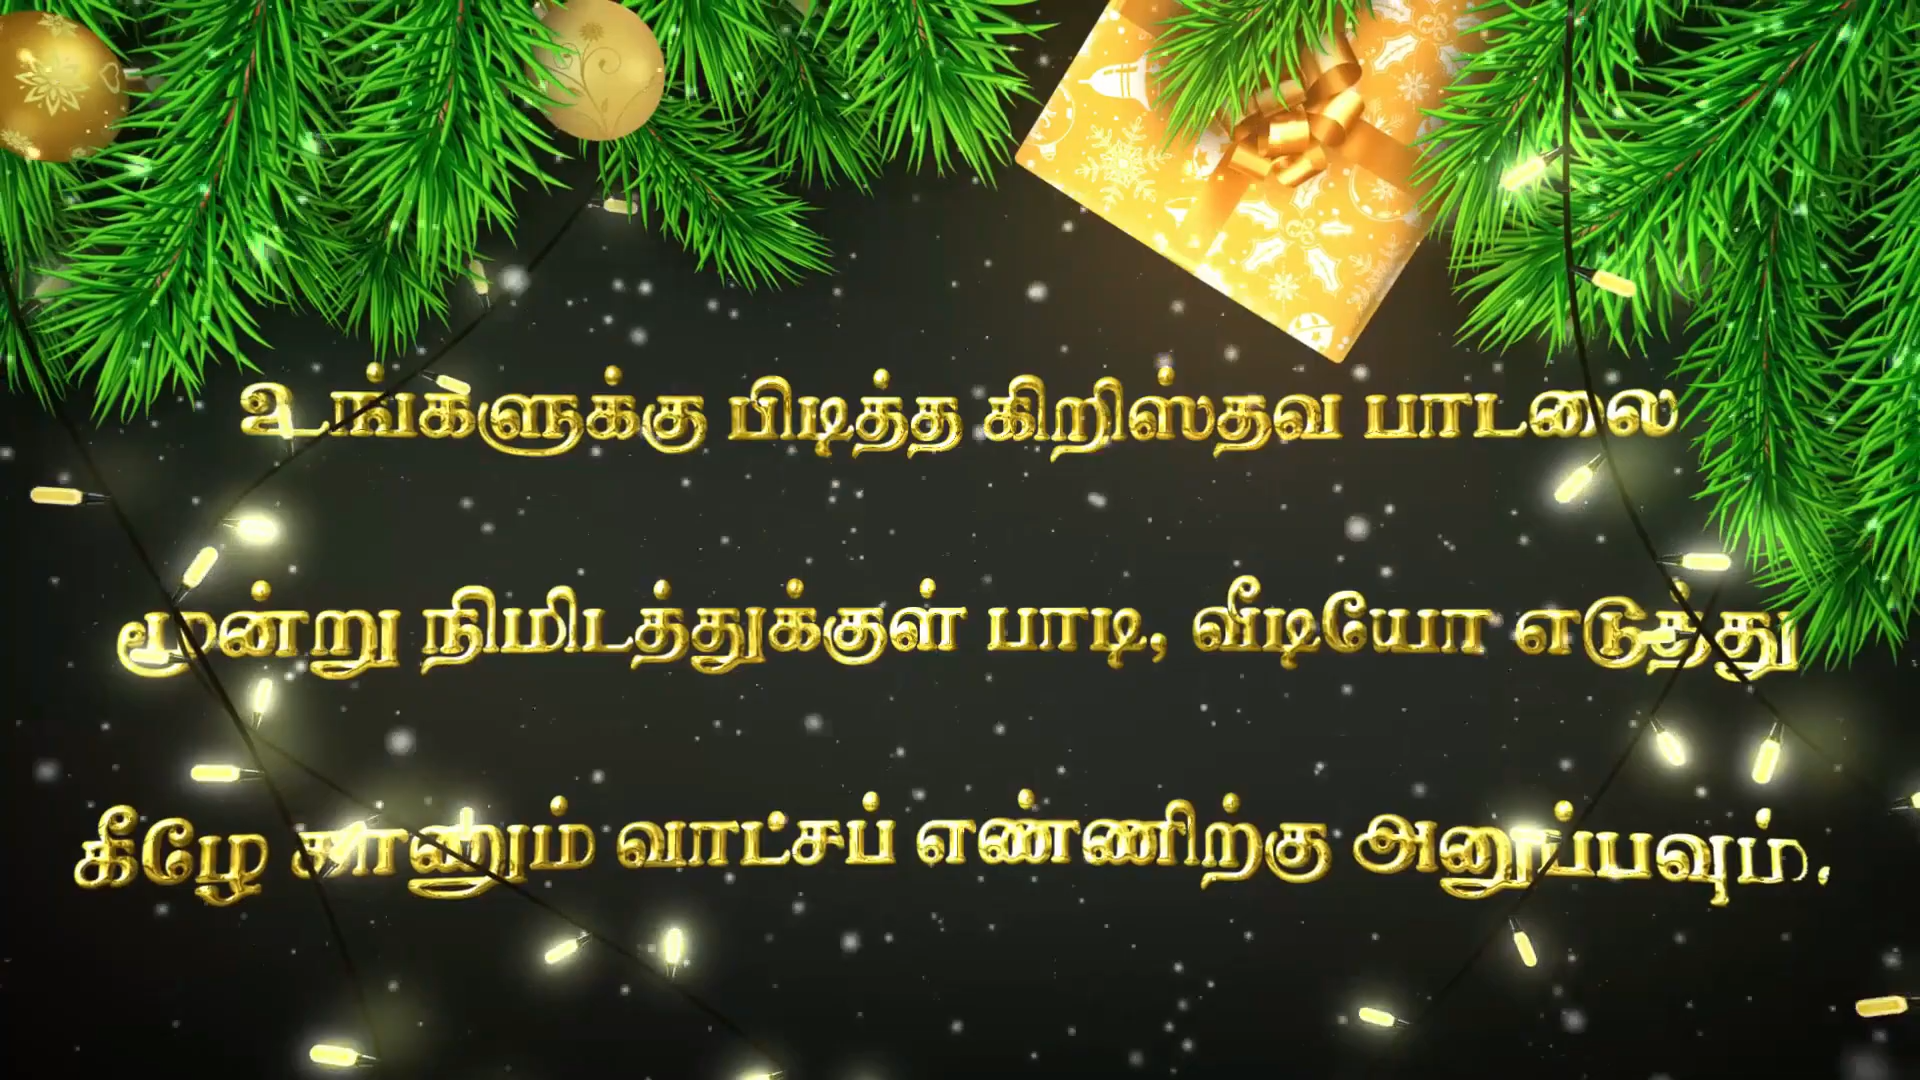 உங்களுக்கு பிடித்த கிறிஸ்தவ பாடலை
மூன்று நிமிடத்துக்குள் பாடி, வீடியோ எடுத்து
கீழே காணும் வாட்சப் எண்ணிற்கு அனுப்பவும்.